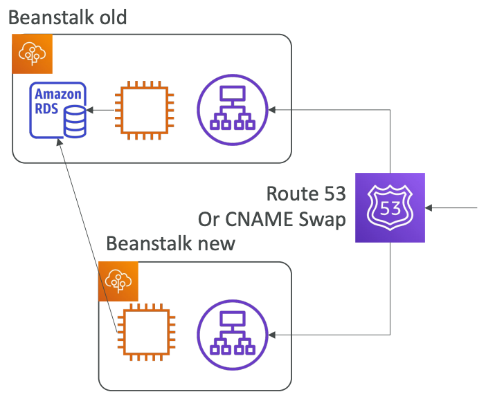 Beanstalk old
Amazon
RDS
Route 53
Or CNAME Swap
53
Beanstalk new